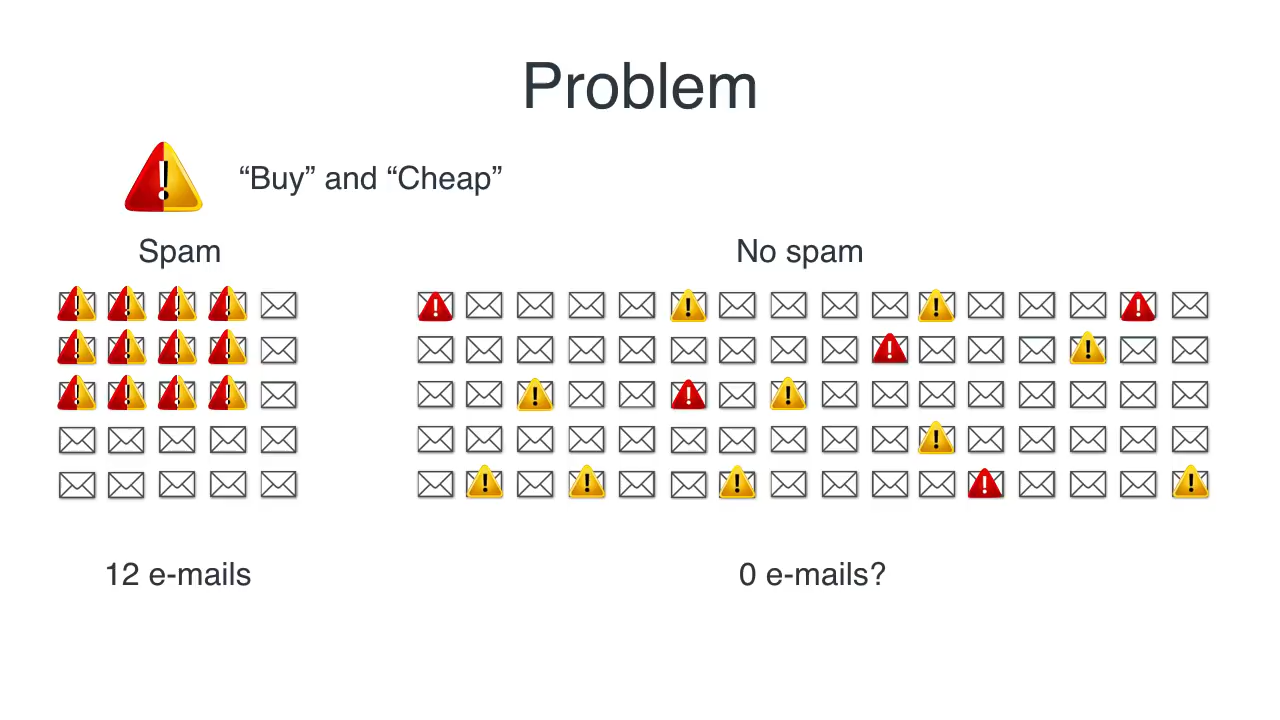 Problem
“Buy” and “Cheap”
Spam
No spam
12 e-mails
0 e-mails?